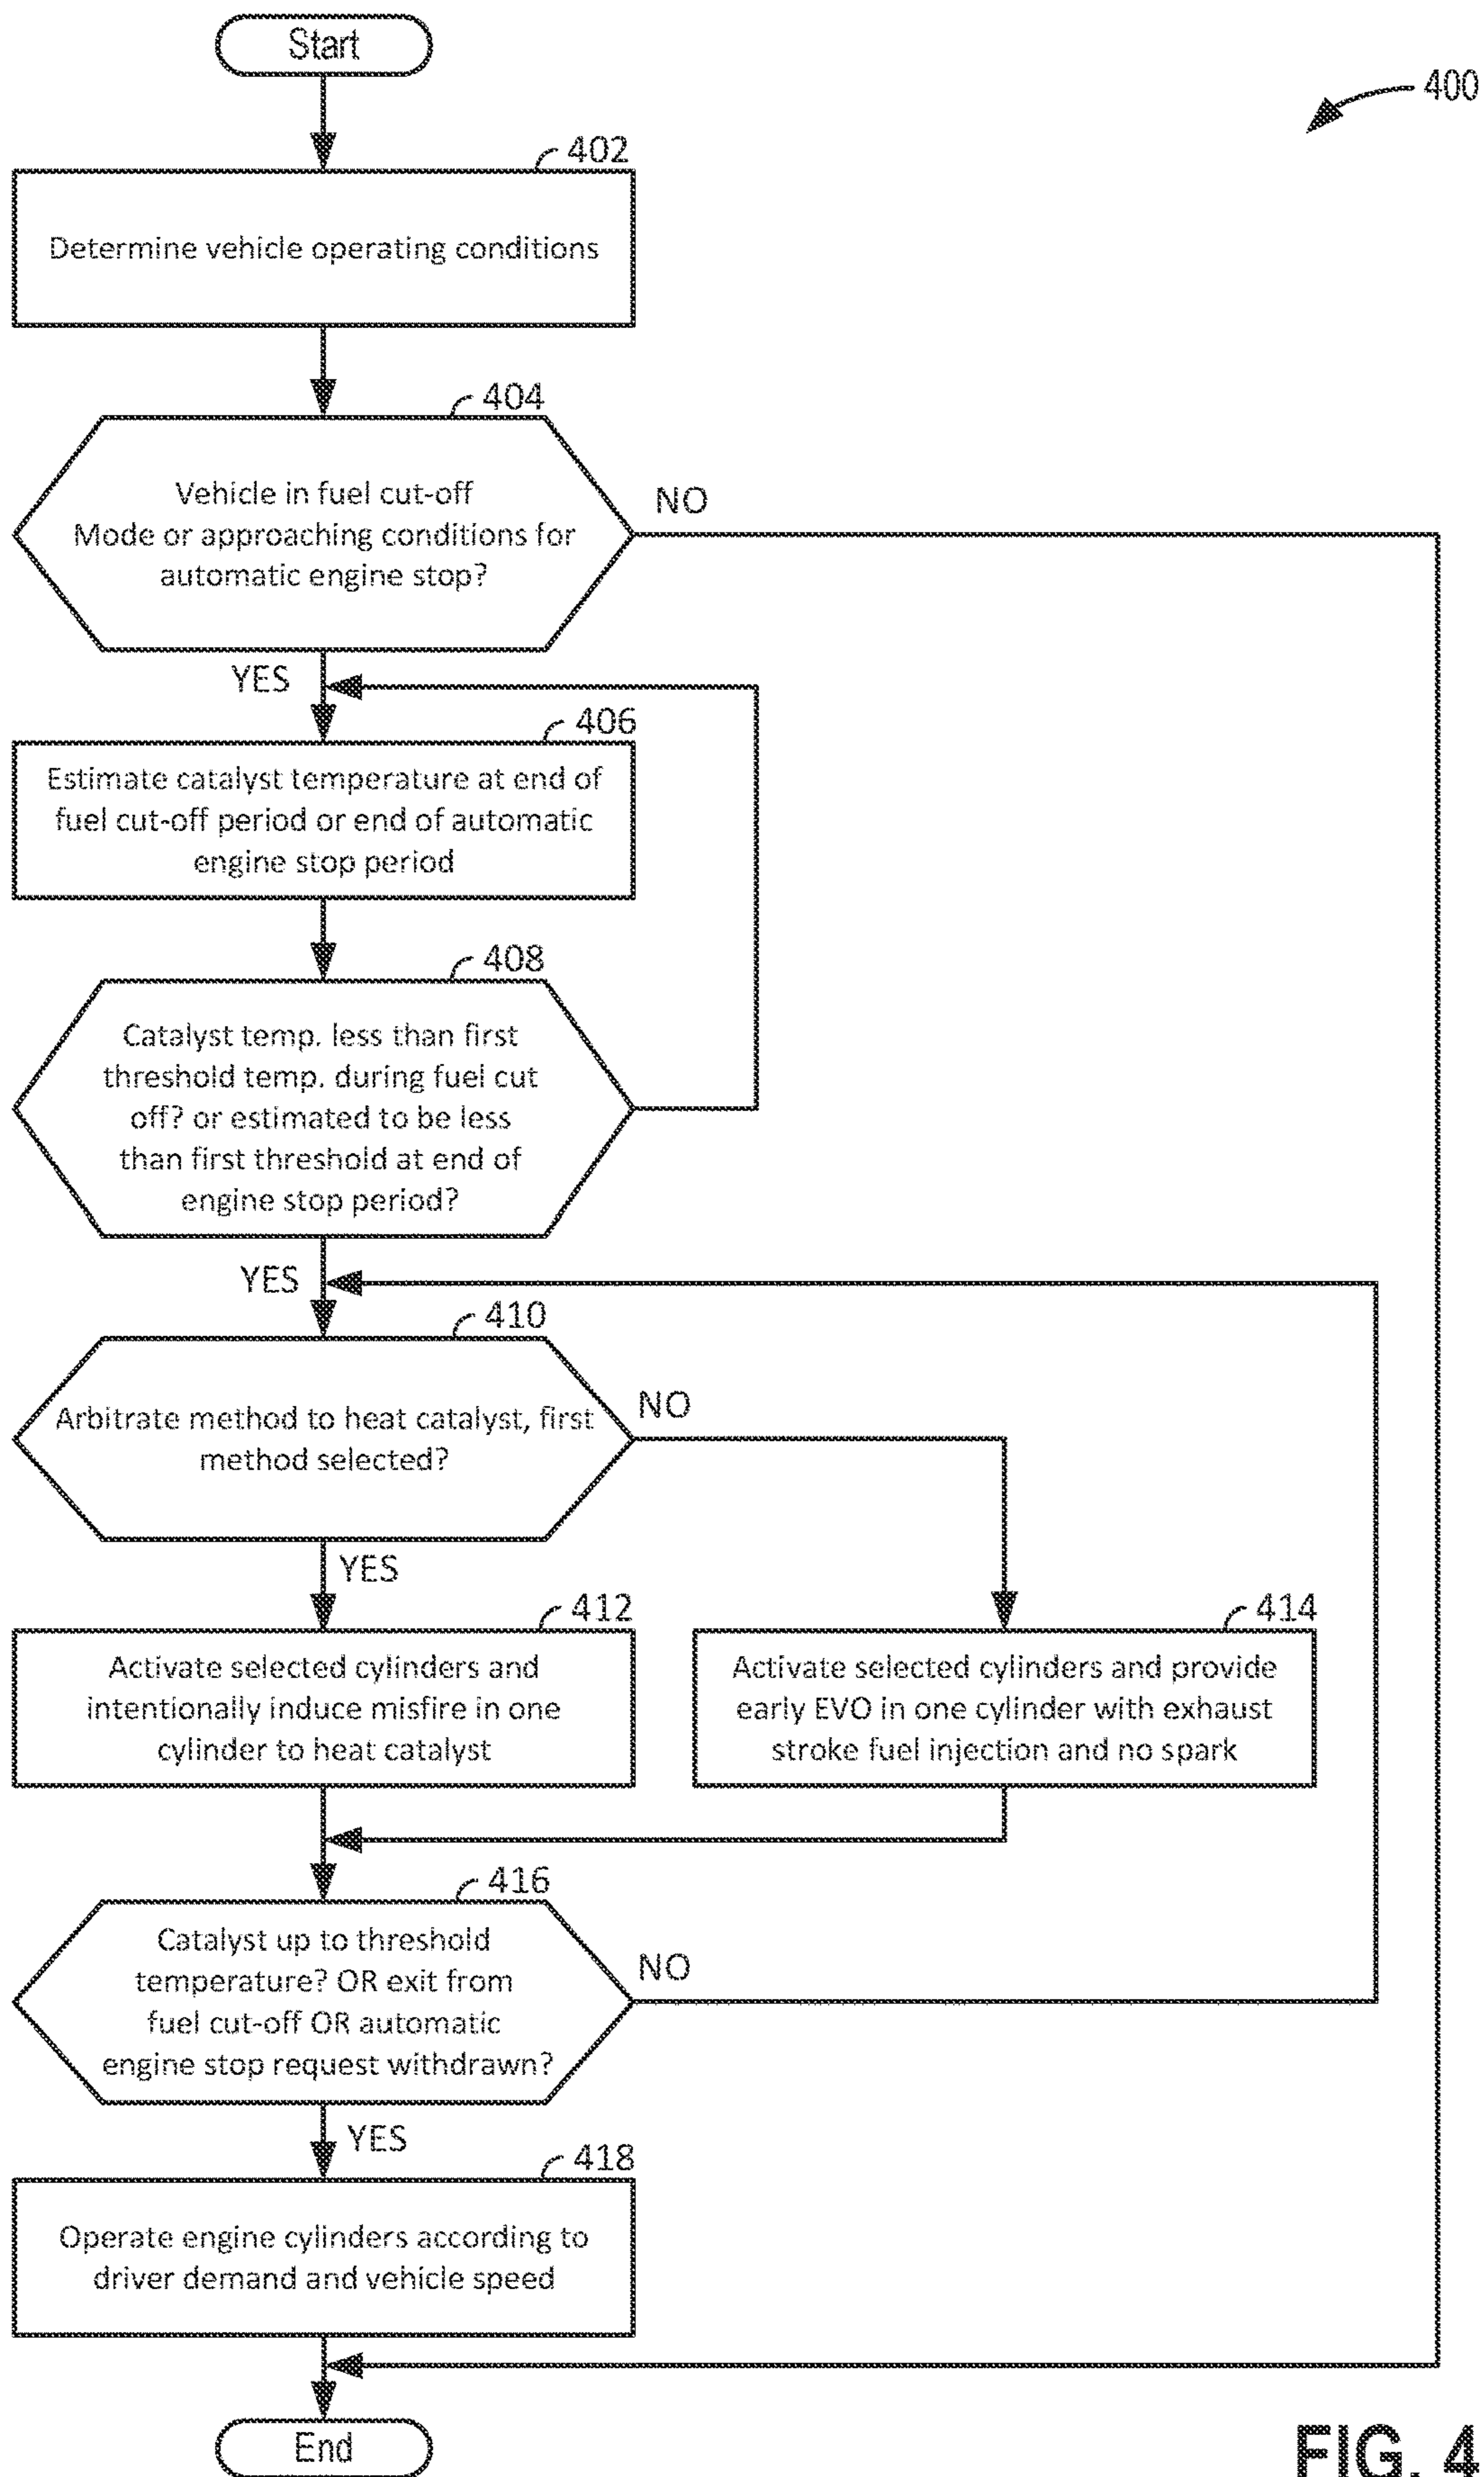 Start
400
402
Determine vehicle operating conditions
404
Vehicle in fuel cut-off
Mode or approaching conditions for
automatic engine stop?
NO
YES
406
Estimate catalyst temperature at end of
fuel cut-off period or end of automatic
engine stop period
408
Catalyst temp. less than first
threshold temp. during fuel cut
off? or estimated to be less
than first threshold at end of
engine stop period?
YES
410
Arbitrate method to heat catalyst, first
method selected?
NO
YES
412
Activate selected cylinders and
intentionally induce misfire in one
cylinder to heat catalyst
414
Activate selected cylinders and provide
early EVO in one cylinder with exhaust
stroke fuel injection and no spark
416
Catalyst up to threshold
temperature? OR exit from
fuel cut-off OR automatic
engine stop request withdrawn?
NO
YES
418
Operate engine cylinders according to
driver demand and vehicle speed
End
FIG. 4